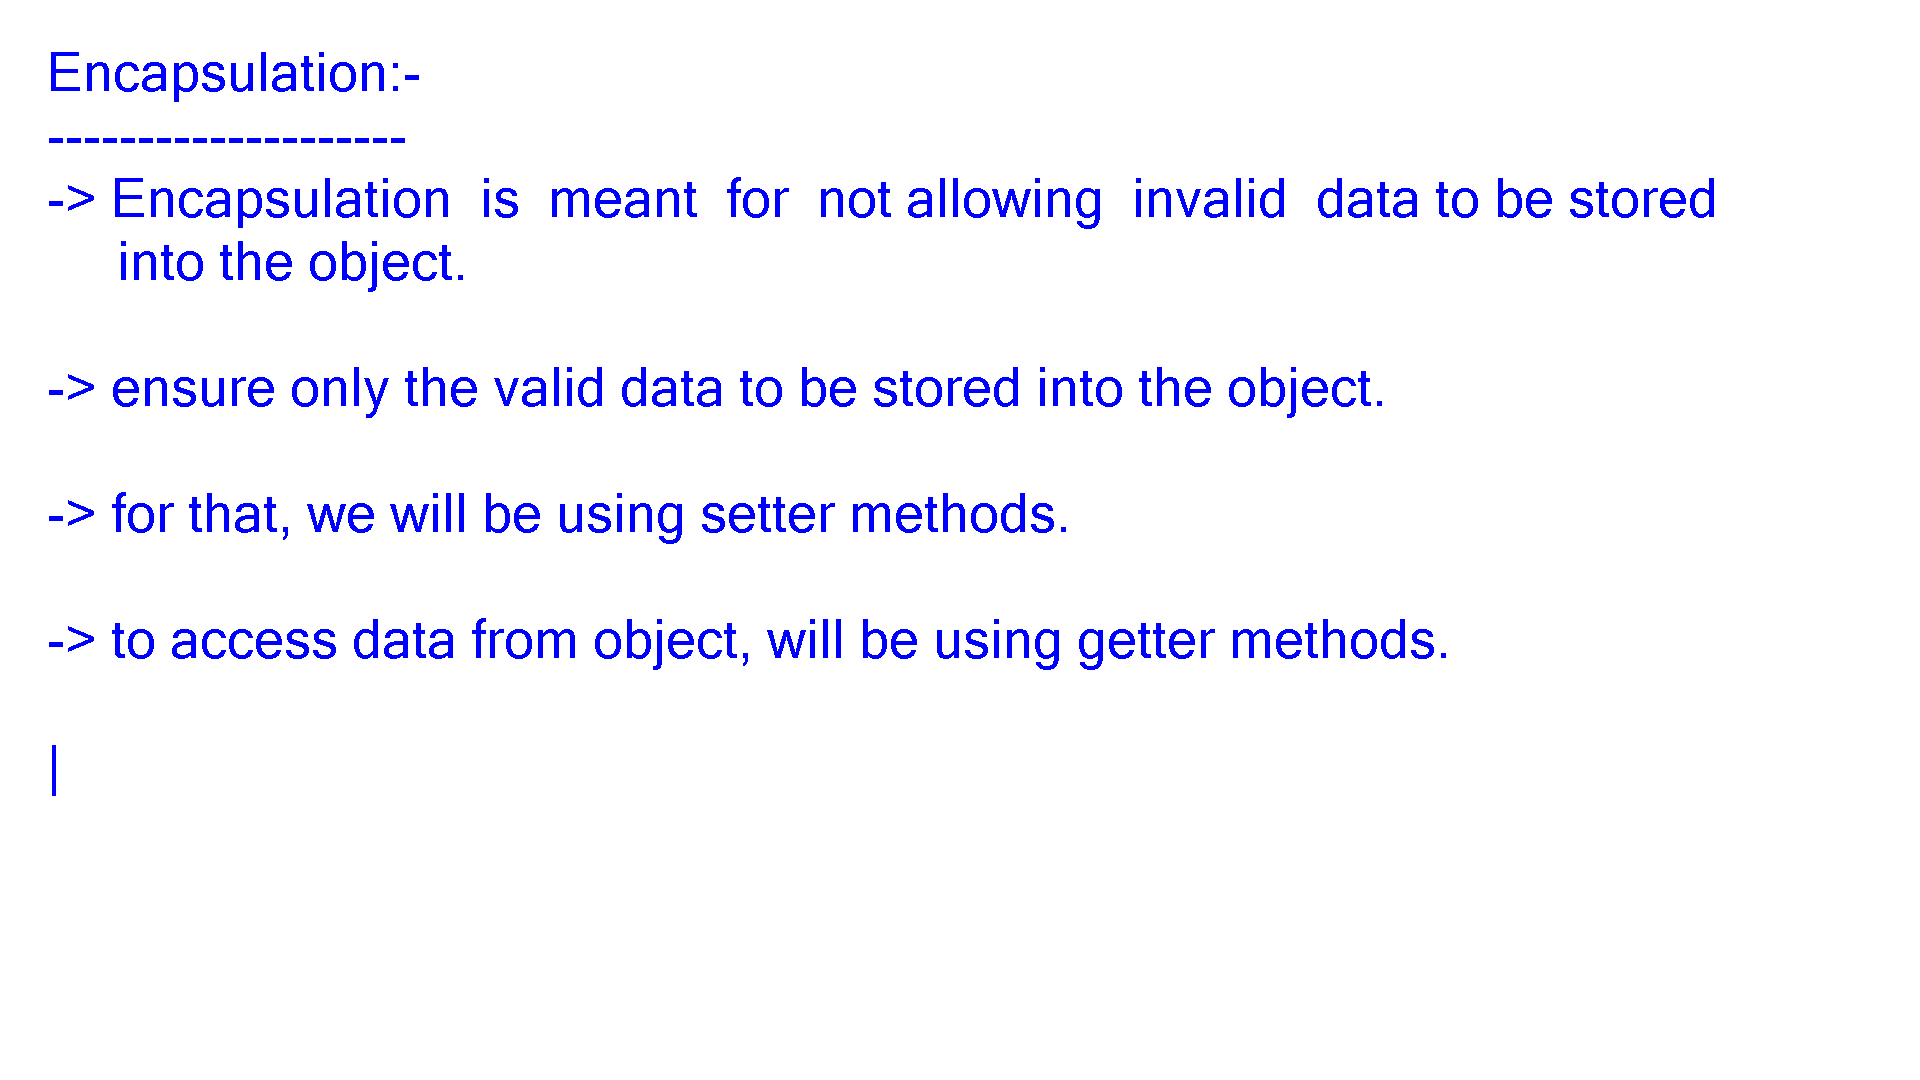 Encapsulation:-
--------------------
-> Encapsulation  is  meant  for  not allowing  invalid  data to be stored
into the object.
-> ensure only the valid data to be stored into the object.
-> for that, we will be using setter methods.
-> to access data from object, will be using getter methods.